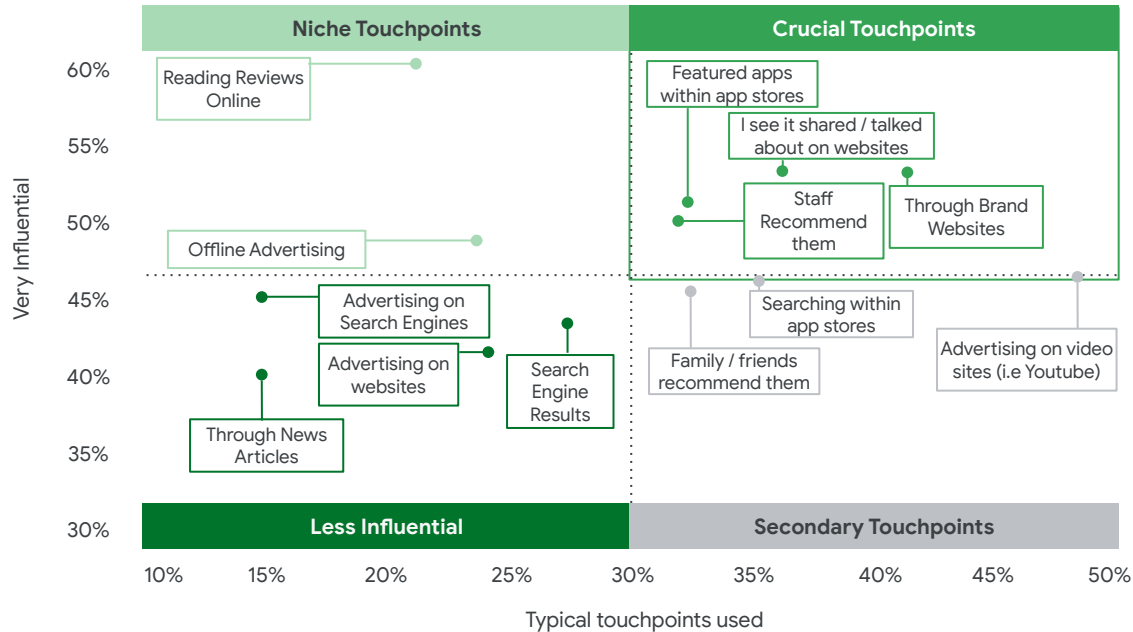 Niche Touchpoints
Crucial Touchpoints
Very Influential
60%
55%
50%
45%
40%
35%
30%
Reading Reviews
Online
Offline Advertising
Featured apps
within app stores
I see it shared / talked
about on websites
Staff
Recommend
them
Through Brand
Websites
Advertising on
Search Engines
Advertising on
websites
Search
Engine
Results
Through News
Articles
Searching within
app stores
Family / friends
recommend them
Advertising on video
sites (i.e Youtube)
Less Influential
Secondary Touchpoints
10%
15%
20%
25%
30%
35%
40%
45%
50%
Typical touchpoints used